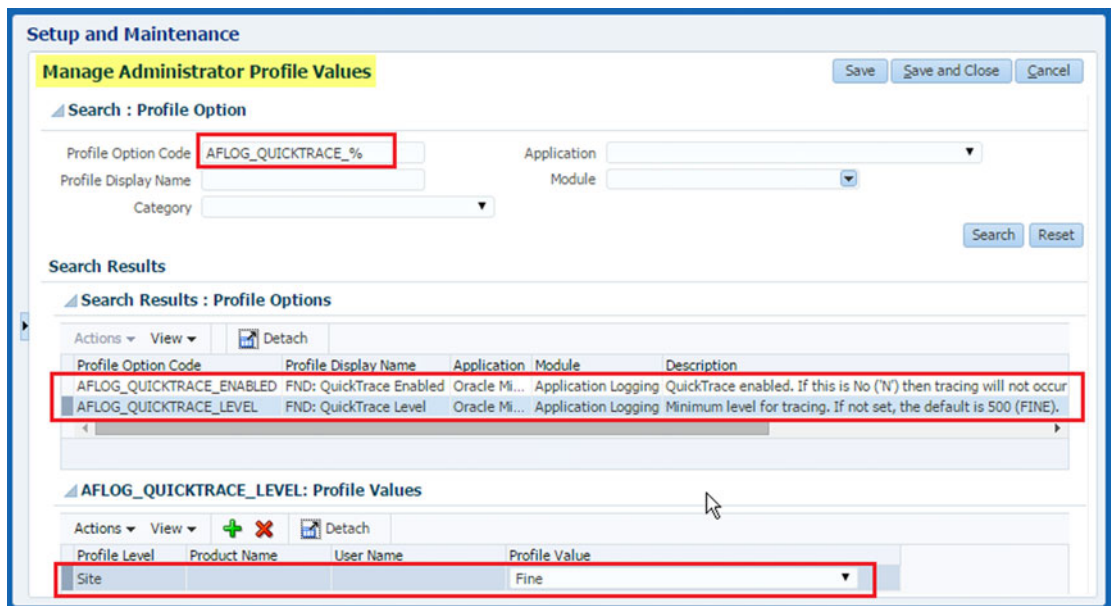 Setup and Maintenance
Manage Administrator Profile Values Save Save and Close Cancel
Search : Profile Option
Profile Option Code AFLOG_QUICKTRACE_% Application
Profile Display Name Module
Category
Search Reset
Search Results
Search Results : Profile Options
Actions View Detach
Profile Option Code Profile Display Name Application Module Description
AFLOG_QUICKTRACE_ENABLED FND: QuickTrace Enabled Oracle Mi... Application Logging QuickTrace enabled. If this is No ('N') then tracing will not occur
AFLOG_QUICKTRACE_LEVEL FND: QuickTrace Level Oracle Mi... Application Logging Minimum level for tracing. If not set, the default is 500 (FINE).
AFLOG_QUICKTRACE_LEVEL: Profile Values
Actions View Detach
Profile Level Product Name User Name Profile Value
Site Fine